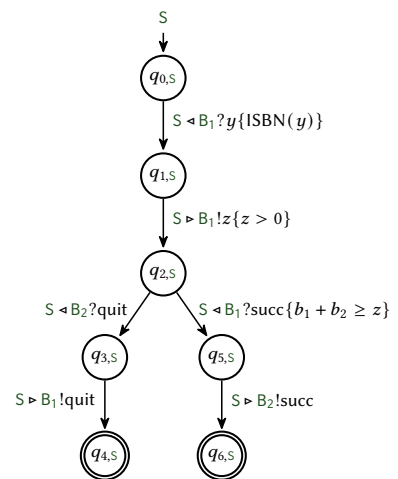 S
q0,S
S ◁ B₁?y{ISBN(y)}
q1,S
S ▷ B₁!z{z > 0}
q2,S
S ◁ B₂?quit S ◁ B₁?succ{b₁ + b₂ ≥ z}
q3,S q5,S
S ▷ B₁!quit S ▷ B₂!succ
q4,S q6,S